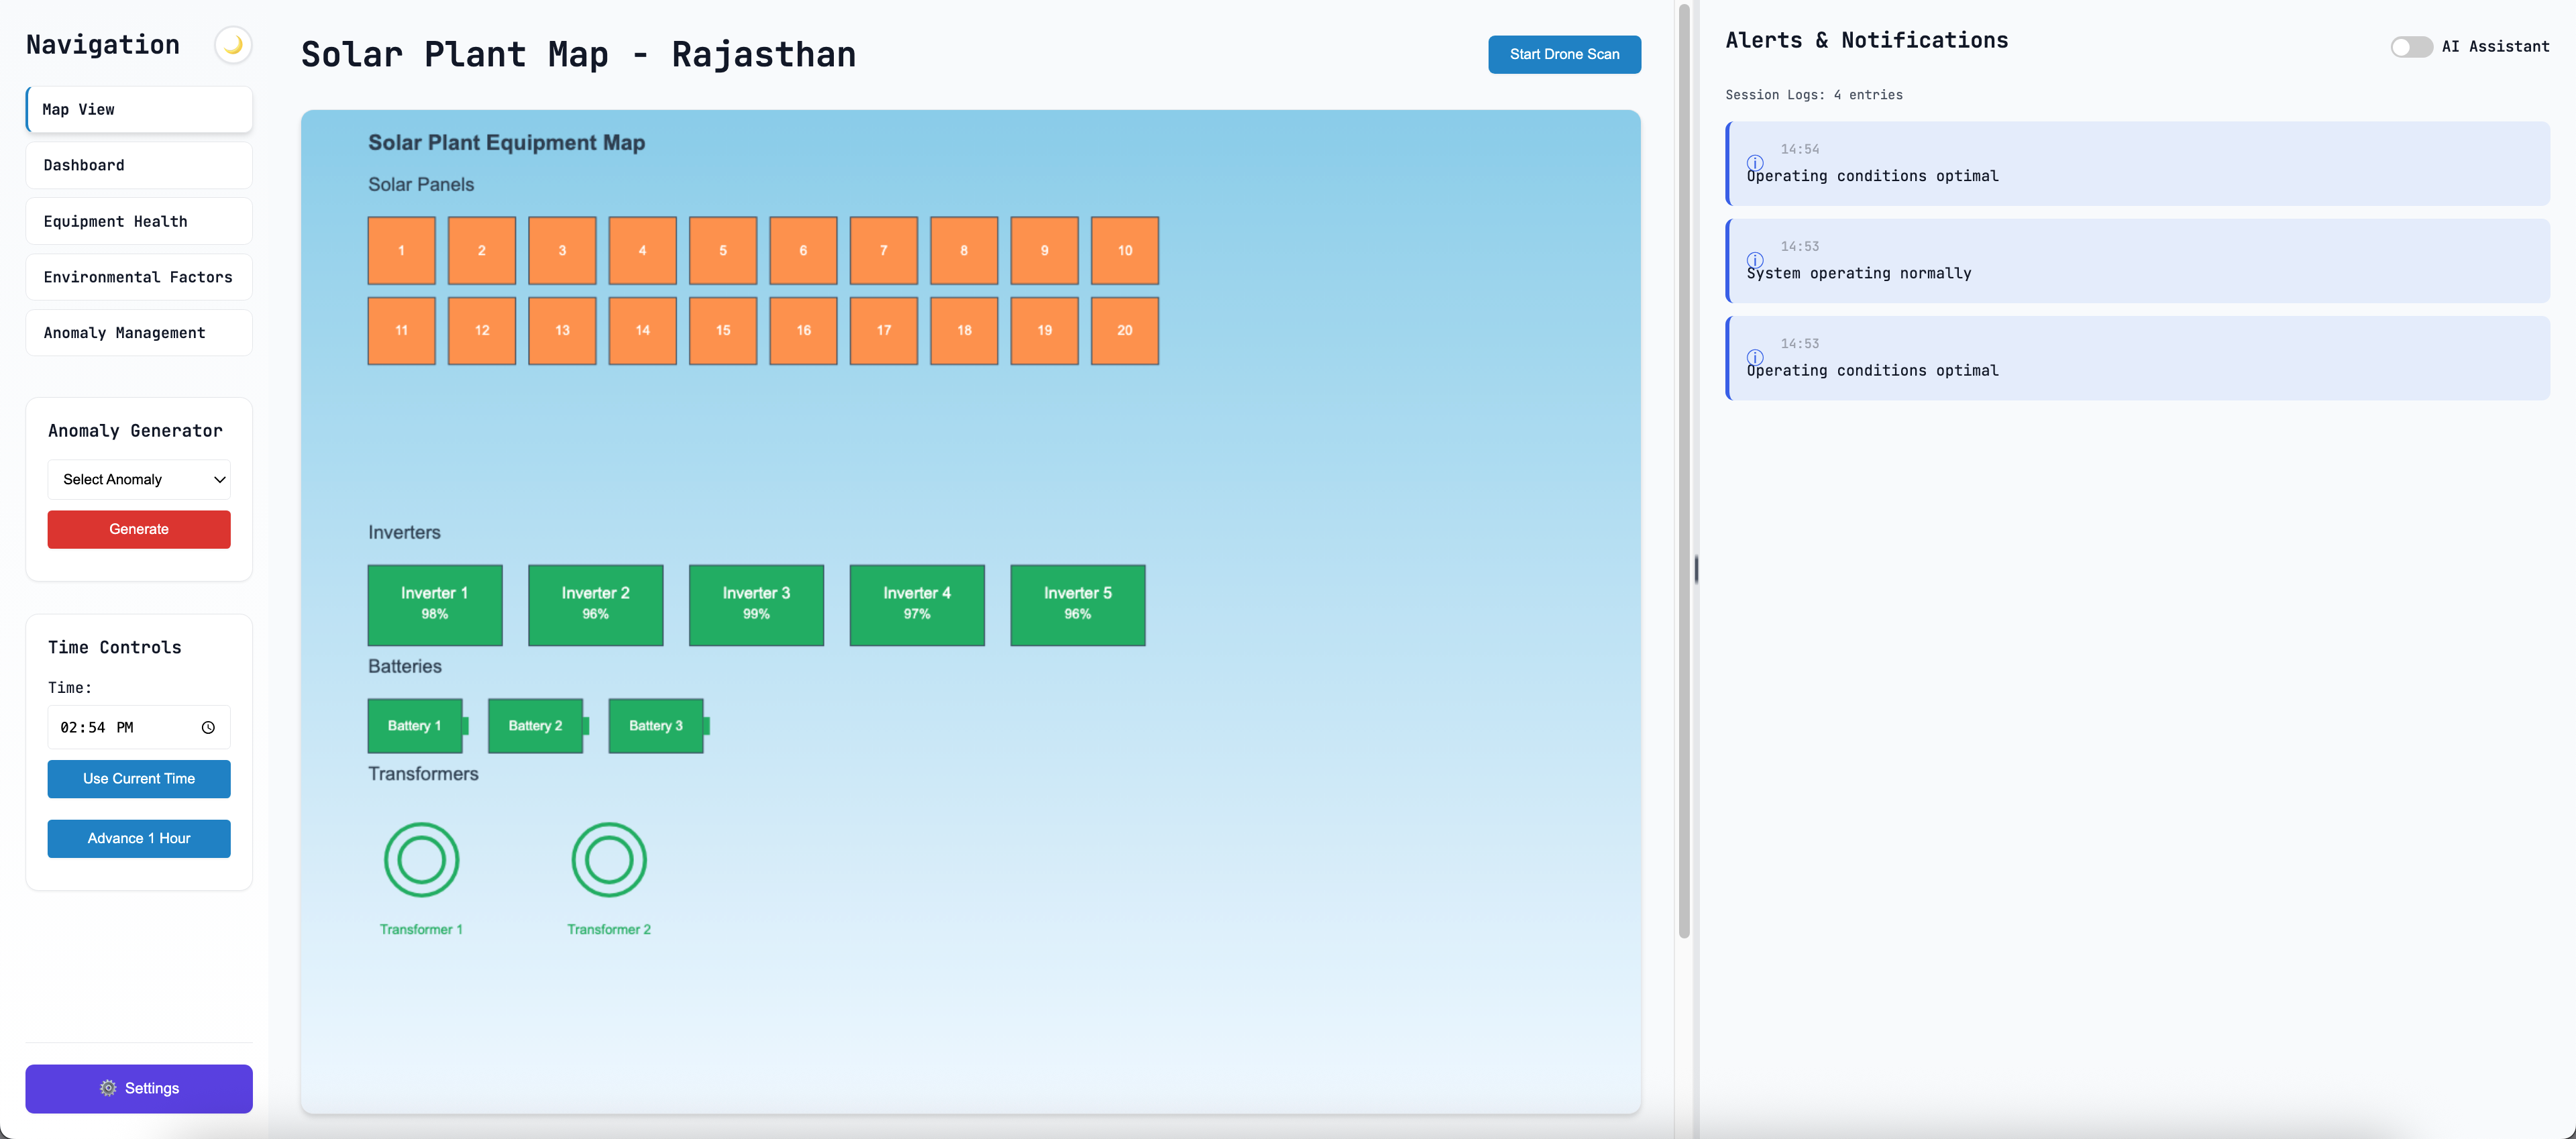 Navigation
Map View
Dashboard
Equipment Health
Environmental Factors
Anomaly Management
Anomaly Generator
Select Anomaly
Generate
Time Controls
Time:
02:54 PM
Use Current Time
Advance 1 Hour
Settings
Solar Plant Map - Rajasthan
Start Drone Scan
Solar Plant Equipment Map
Solar Panels
1 2 3 4 5 6 7 8 9 10
11 12 13 14 15 16 17 18 19 20
Inverters
Inverter 1 Inverter 2 Inverter 3 Inverter 4 Inverter 5
98% 96% 99% 97% 96%
Batteries
Battery 1 Battery 2 Battery 3
Transformers
Transformer 1 Transformer 2
Alerts & Notifications
AI Assistant
Session Logs: 4 entries
14:54
Operating conditions optimal
14:53
System operating normally
14:53
Operating conditions optimal